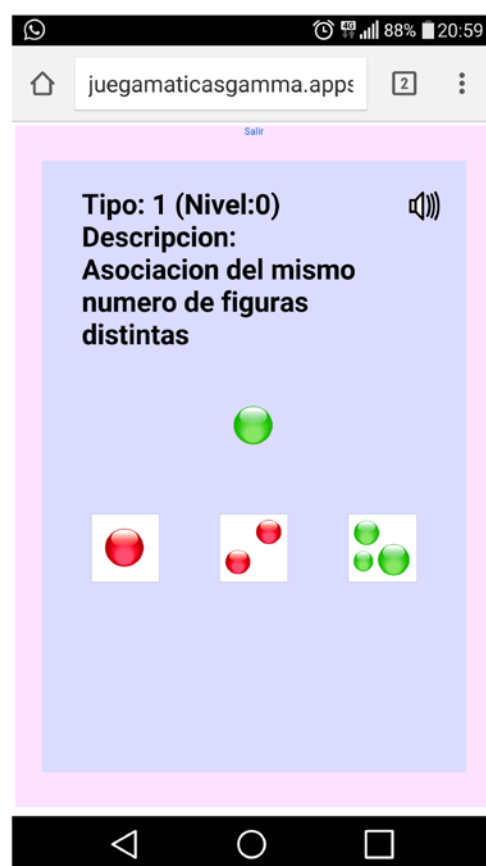 4G 88% 20:59
juegamaticasgamma.apps
2
Salir
Tipo: 1 (Nivel:0)
Descripcion:
Asociacion del mismo
numero de figuras
distintas